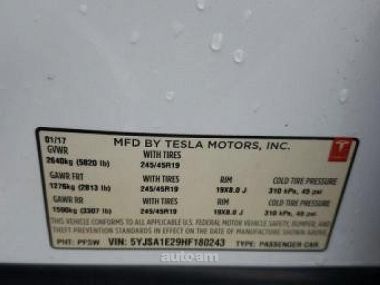 01/17 MFD BY TESLA MOTORS, INC.
GVWR WITH TIRES
2640kg (5820 lb) 245/45R19
GAWR FRT WITH TIRES RIM COLD TIRE PRESSURE
1276kg (2813 lb) 245/45R19 19X8.0 J 310 kPa, 45 psi
GAWR RR WITH TIRES RIM COLD TIRE PRESSURE
1500kg (3307 lb) 245/45R19 19X8.0 J 310 kPa, 45 psi
THIS VEHICLE CONFORMS TO ALL APPLICABLE U.S. FEDERAL MOTOR VEHICLE SAFETY, BUMPER, AND
THEFT PREVENTION STANDARDS IN EFFECT ON THE DATE OF MANUFACTURE SHOWN ABOVE.
PNT: PPSW VIN: 5YJSA1E29HF180243 TYPE: PASSENGER CAR
autoam